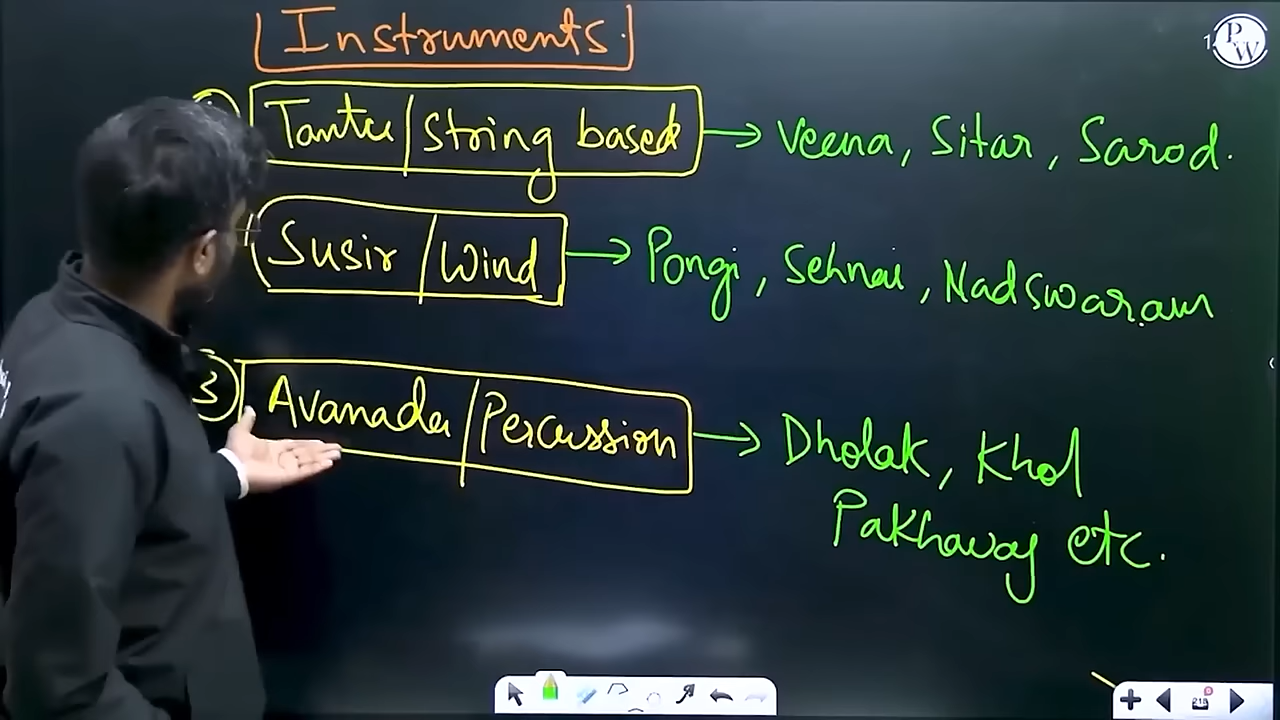 Instruments.
PW
Tantu/String based → Veena, Sitar, Sarod.
Susir/Wind → Pongi, Sehnai, Nadswaram
3 Avanada/Percussion → Dholak, Khol
Pakhavaj etc.